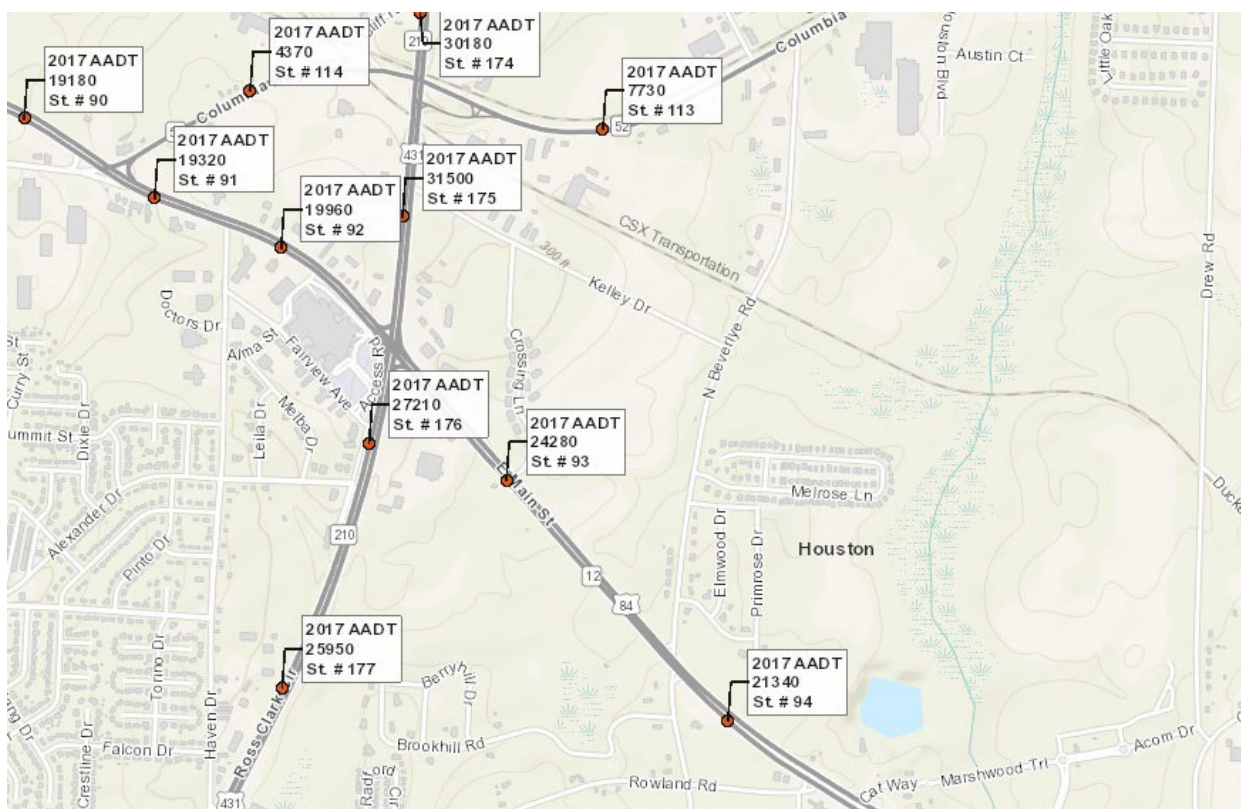 2017 AADT
19180
St. # 90
2017 AADT
4370
St. # 114
2017 AADT
30180
St. # 174
2017 AADT
7730
St. # 113
2017 AADT
19320
St. # 91
2017 AADT
19960
St. # 92
2017 AADT
31500
St. # 175
2017 AADT
27210
St. # 176
2017 AADT
24280
St. # 93
2017 AADT
25950
St. # 177
2017 AADT
21340
St. # 94
Columbia
52
431
Austin Ct
Little Oak
Drew Rd
CSX Transportation
300 ft
Kelley Dr
N Beverlye Rd
Crossing Ln
Doctors Dr
Alma St
Fairview Ave
Access Rd
Melba Dr
Leila Dr
Curry St
St
Dixie Dr
Alexander Dr
Pinto Dr
Torino Dr
Haven Dr
Falcon Dr
Crestline Dr
Ross Clark Cir
210
431
E Main St
12
84
Melrose Ln
Elmwood Dr
Primrose Dr
Houston
Berryhill Dr
Brookhill Rd
Rowland Rd
Cat Way
Marshwood Trl
Acorn Dr